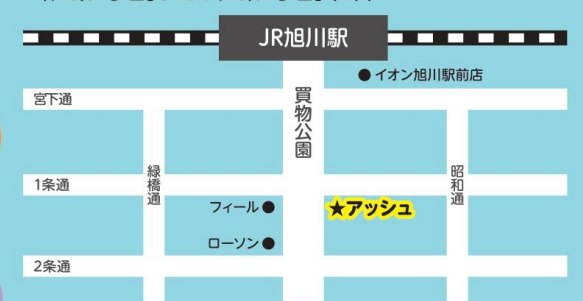 JR旭川駅
●イオン旭川駅前店
宮下通
買物公園
緑橋通
昭和通
1条通
フィール●
★アッシュ
ローソン●
2条通